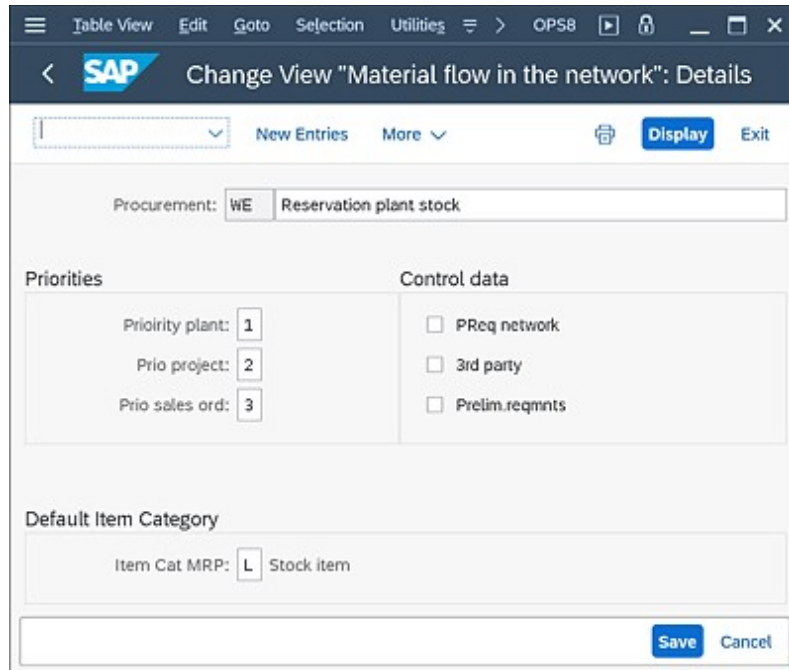 Table View Edit Goto Selection Utilities OPS8
SAP Change View "Material flow in the network": Details
New Entries More Display Exit
Procurement: WE Reservation plant stock
Priorities Control data
Prioirity plant: 1 PReq network
Prio project: 2 3rd party
Prio sales ord: 3 Prelim.reqmnts
Default Item Category
Item Cat MRP: L Stock item
Save Cancel